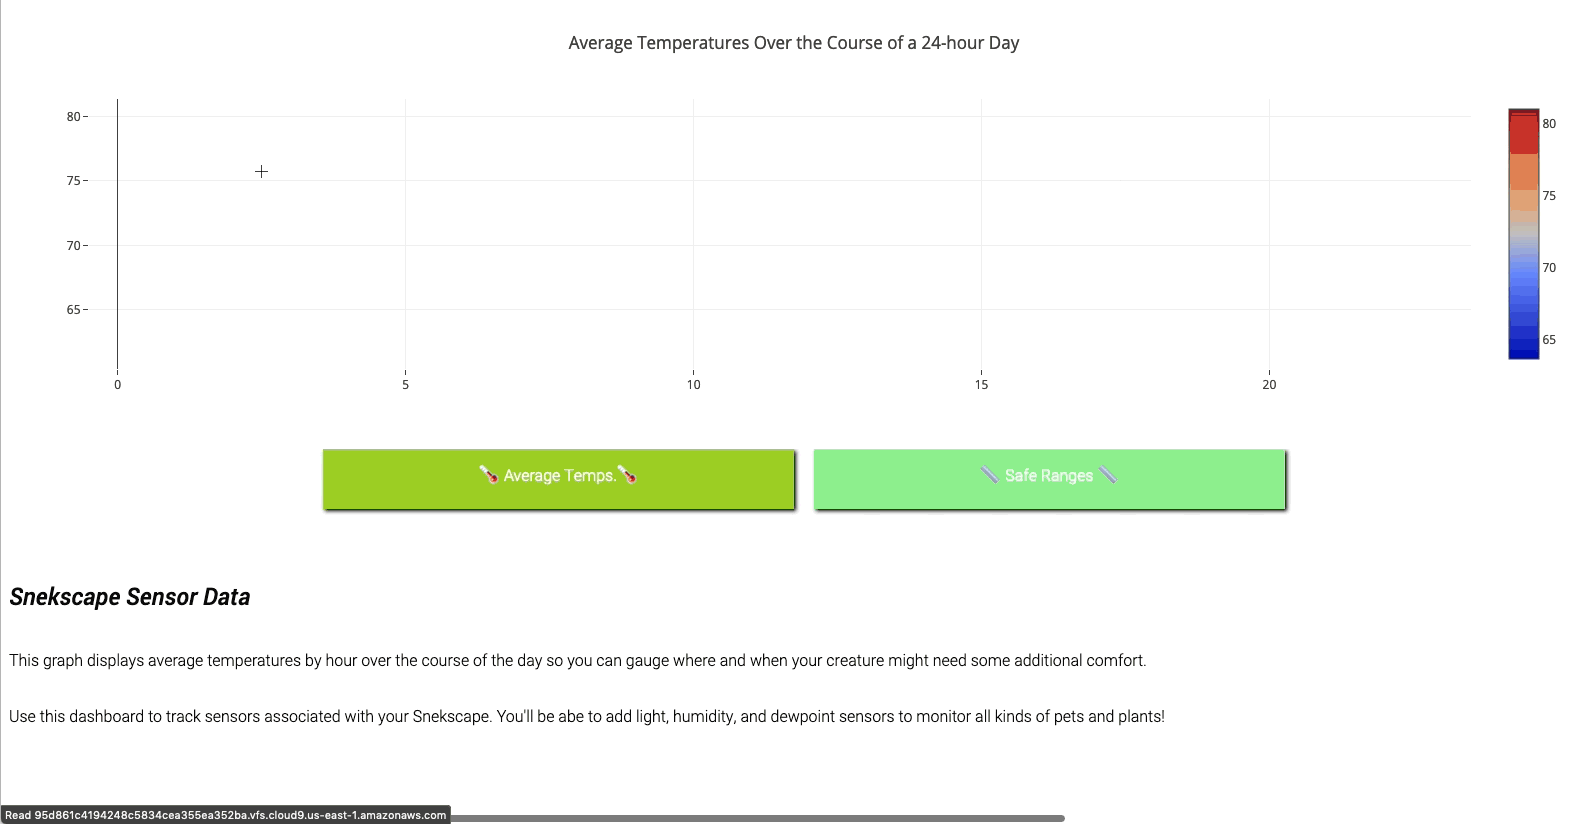 Average Temperatures Over the Course of a 24-hour Day
80
75
70
65
0 5 10 15 20
80
75
70
65
Average Temps.
Safe Ranges
Snekscape Sensor Data
This graph displays average temperatures by hour over the course of the day so you can gauge where and when your creature might need some additional comfort.
Use this dashboard to track sensors associated with your Snekscape. You'll be abe to add light, humidity, and dewpoint sensors to monitor all kinds of pets and plants!
Read 95d861c4194248c5834cea355ea352ba.vfs.cloud9.us-east-1.amazonaws.com